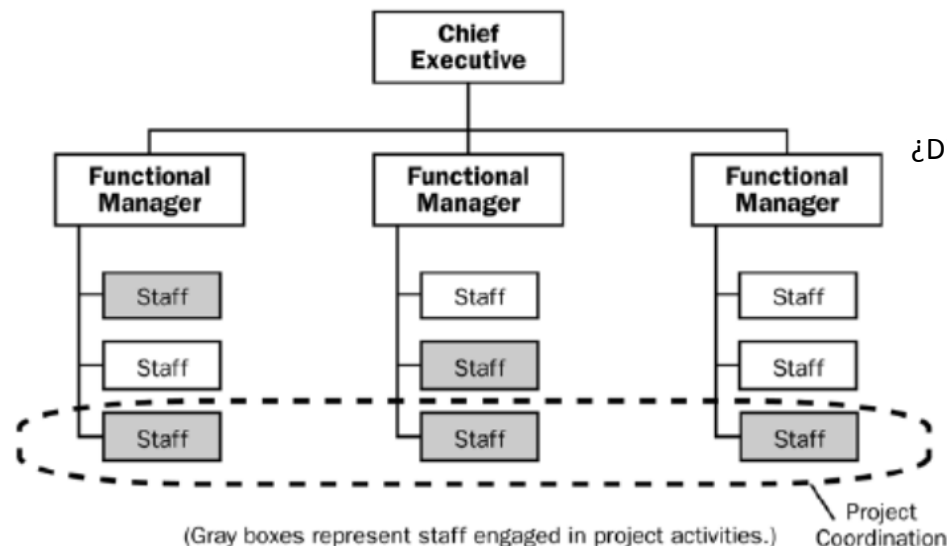 Chief
Executive
¿D
Functional
Manager
Functional
Manager
Functional
Manager
Staff
Staff
Staff
Staff
Staff
Staff
Staff
Staff
Staff
Project
Coordination
(Gray boxes represent staff engaged in project activities.)